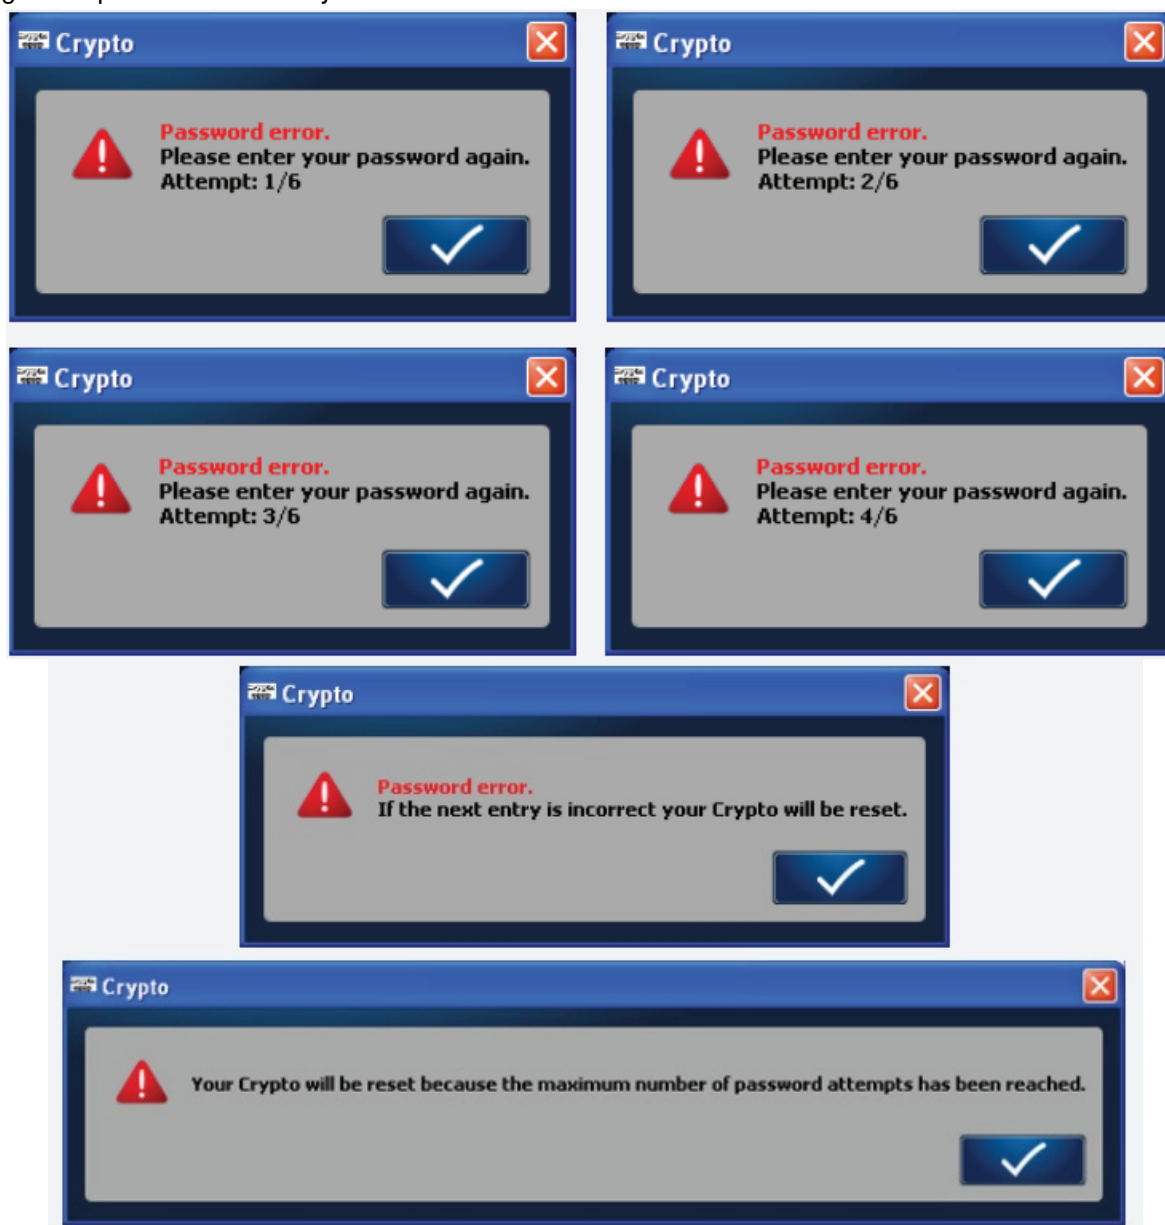 Crypto
Password error.
Please enter your password again.
Attempt: 1/6
Crypto
Password error.
Please enter your password again.
Attempt: 2/6
Crypto
Password error.
Please enter your password again.
Attempt: 3/6
Crypto
Password error.
Please enter your password again.
Attempt: 4/6
Crypto
Password error.
If the next entry is incorrect your Crypto will be reset.
Crypto
Your Crypto will be reset because the maximum number of password attempts has been reached.